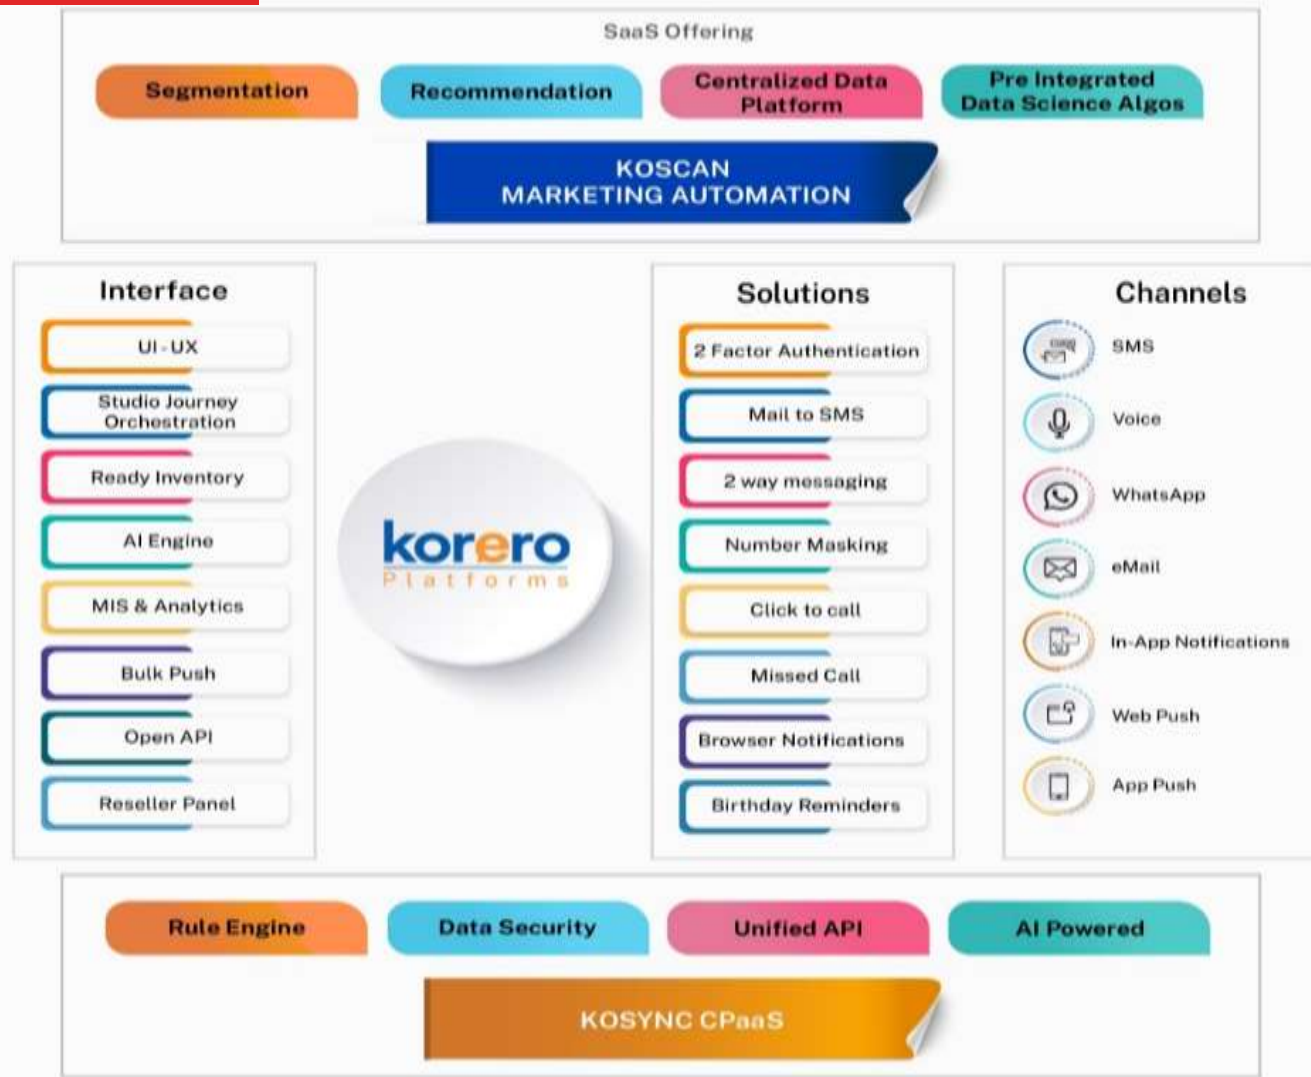 SaaS Offering
Segmentation
Recommendation
Centralized Data
Platform
Pre Integrated
Data Science Algos
KOSCAN
MARKETING AUTOMATION
Interface
UI-UX
Studio Journey
Orchestration
Ready Inventory
AI Engine
MIS & Analytics
Bulk Push
Open API
Reseller Panel
korero
Platforms
Solutions
2 Factor Authentication
Mail to SMS
2 way messaging
Number Masking
Click to call
Missed Call
Browser Notifications
Birthday Reminders
Channels
SMS
Voice
WhatsApp
eMail
In-App Notifications
Web Push
App Push
Rule Engine
Data Security
Unified API
AI Powered
KOSYNC CPaaS